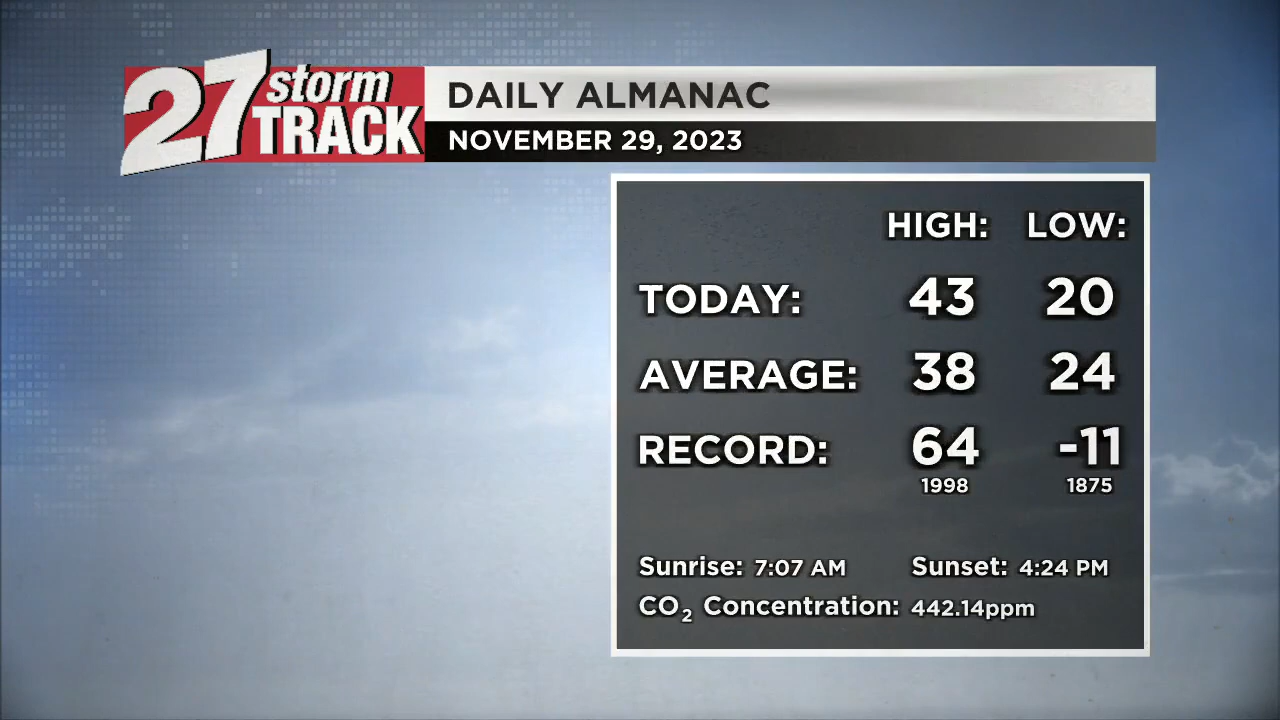 27 storm TRACK
DAILY ALMANAC
NOVEMBER 29, 2023
HIGH: LOW:
TODAY: 43 20
AVERAGE: 38 24
RECORD: 64 -11
1998 1875
Sunrise: 7:07 AM Sunset: 4:24 PM
CO₂ Concentration: 442.14ppm